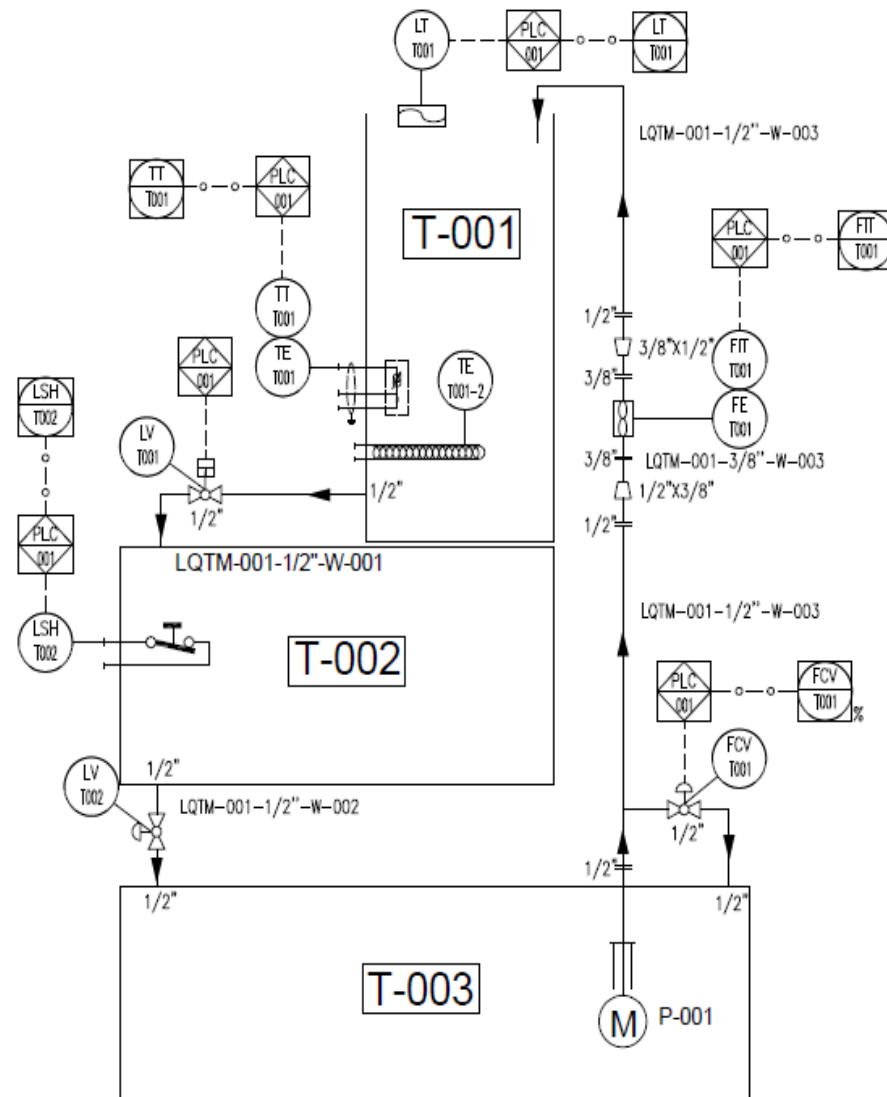 LT
T001
PLC
001
LT
T001
LQTM-001-1/2''-W-003
TT
T001
PLC
001
T-001
PLC
001
FIT
T001
TT
T001
1/2"
3/8"X1/2"
FIT
T001
PLC
001
TE
T001
TE
T001-2
3/8"
FE
T001
LSH
T002
LV
T001
3/8"
LQTM-001-3/8''-W-003
1/2"
1/2"
1/2"X3/8"
1/2"
PLC
001
LQTM-001-1/2"-W-001
LSH
T002
T-002
LQTM-001-1/2''-W-003
PLC
001
FCV
T001
%
FCV
T001
LV
T002
1/2"
LQTM-001-1/2''-W-002
1/2"
1/2"
1/2"
1/2"
T-003
M
P-001